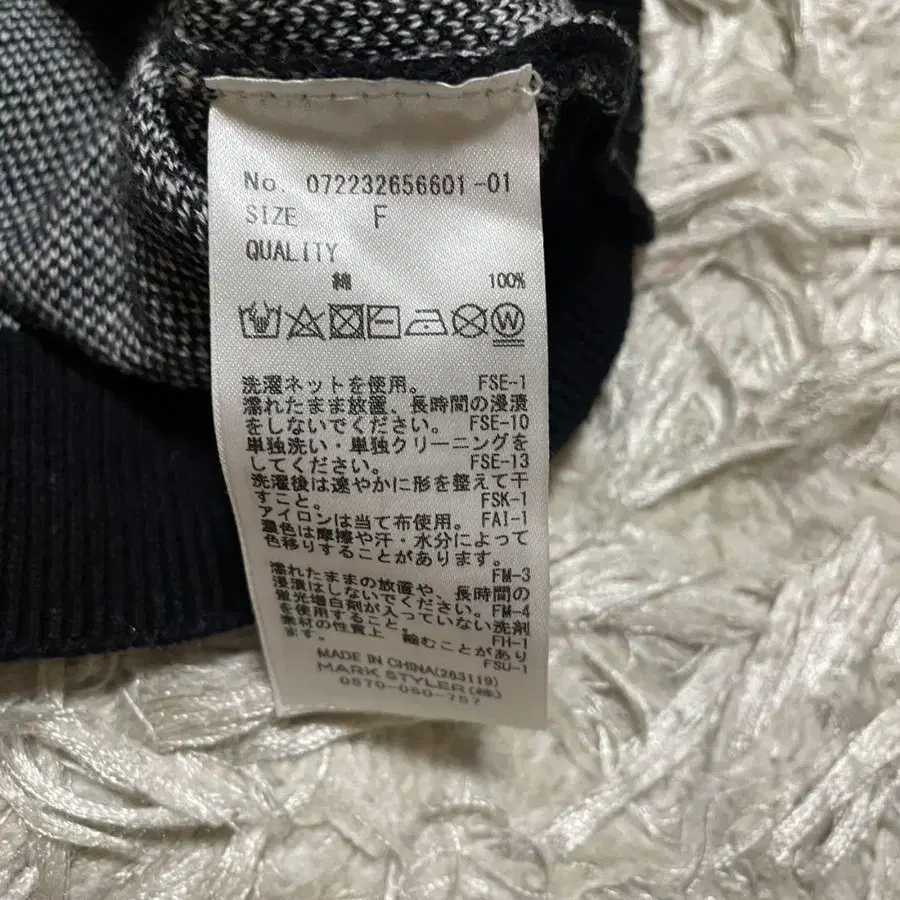 No. 072232656601-01
SIZE F
QUALITY
綿 100%
W
洗濯ネットを使用。 FSE-1
濡れたまま放置、長時間の浸漬
をしないでください。 FSE-10
単独洗い・単独クリーニングを
してください。 FSE-13
洗濯後は速やかに形を整えて干
すこと。 FSK-1
アイロンは当て布使用。 FAI-1
濃色は摩擦や汗・水分によって
色移りすることがあります。
FM-3
濡れたままの放置や、長時間の
浸漬はしないでください。 FM-4
蛍光増白剤が入っていない洗剤
を使用すること。 FH-1
素材の性質上 縮むことがあり
ます。 FSU-1
MADE IN CHINA(263119)
MARK STYLER(株)
0570-050-757